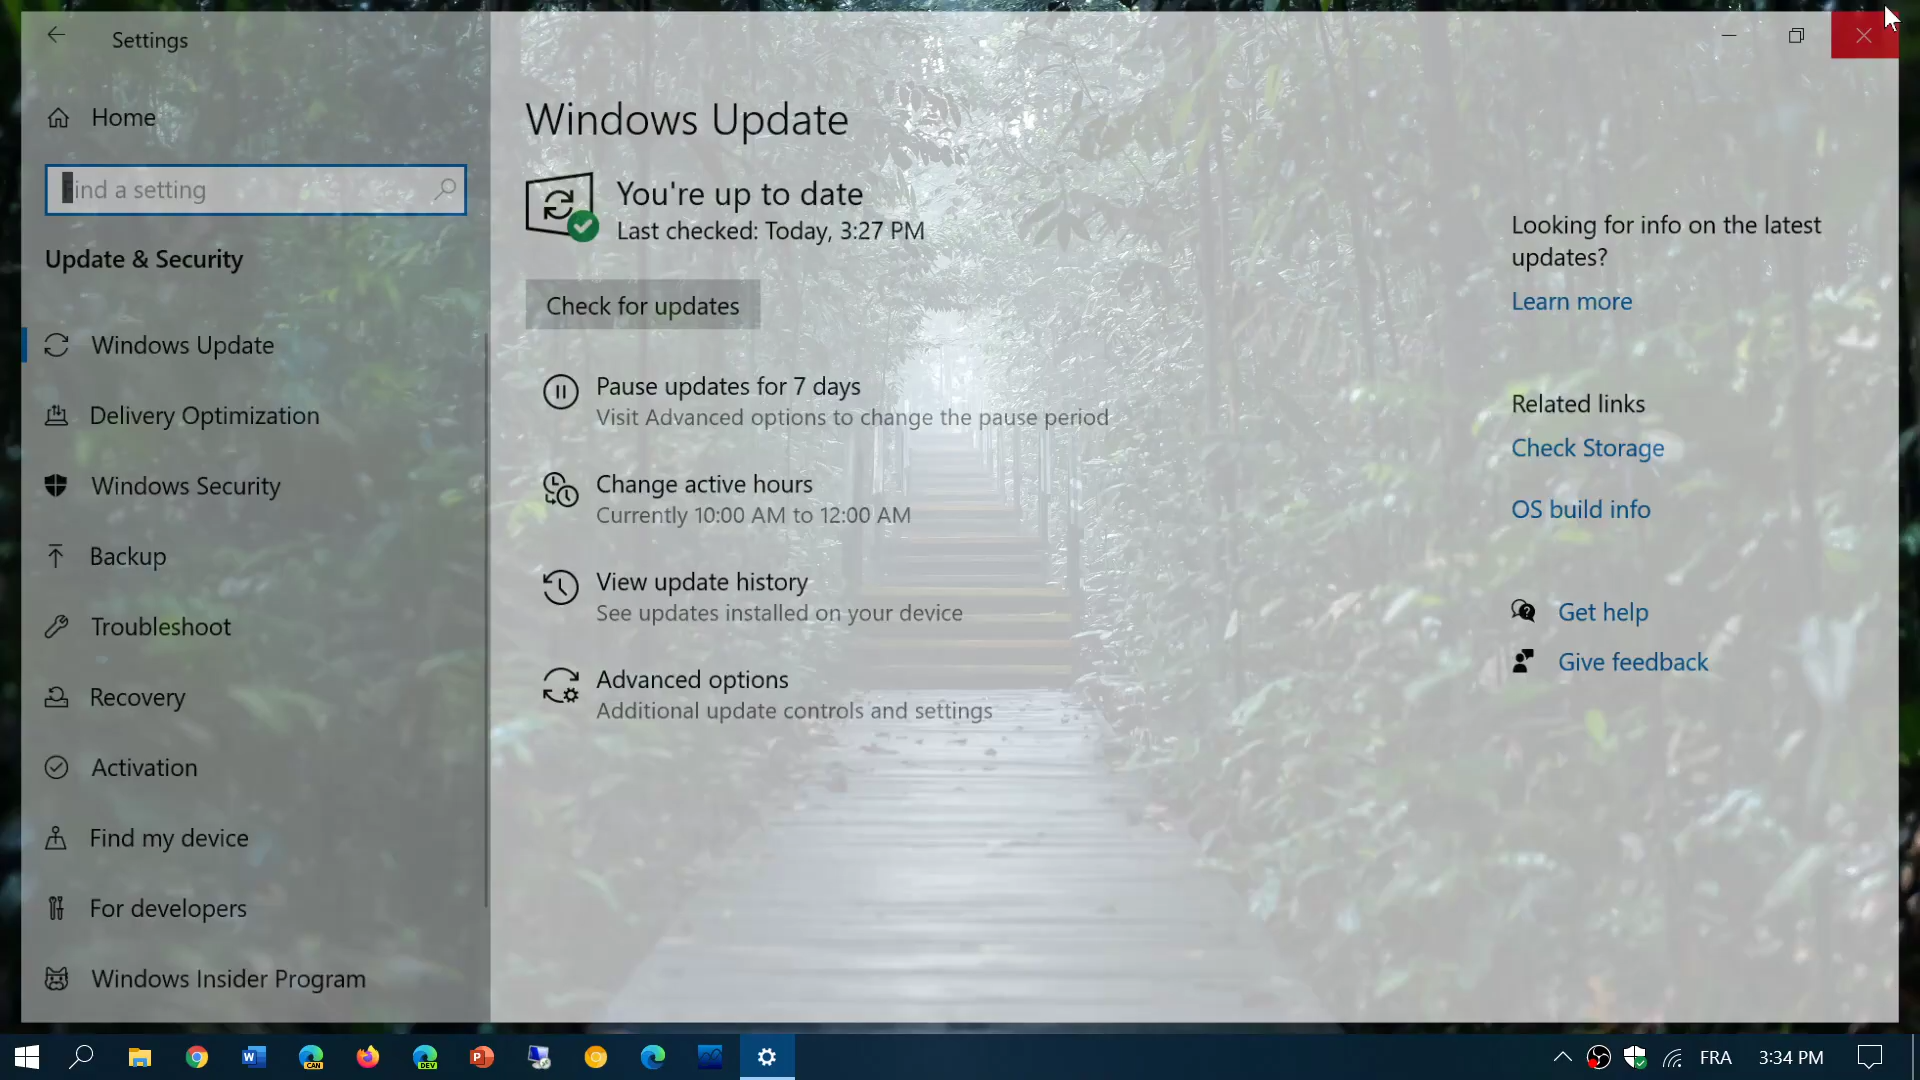 Settings
Home
Find a setting
Update & Security
Windows Update
Delivery Optimization
Windows Security
Backup
Troubleshoot
Recovery
Activation
Find my device
For developers
Windows Insider Program
Windows Update
You're up to date
Last checked: Today, 3:27 PM
Check for updates
Pause updates for 7 days
Visit Advanced options to change the pause period
Change active hours
Currently 10:00 AM to 12:00 AM
View update history
See updates installed on your device
Advanced options
Additional update controls and settings
Looking for info on the latest
updates?
Learn more
Related links
Check Storage
OS build info
Get help
Give feedback
W
CAN
DEV
P
FRA
3:34 PM